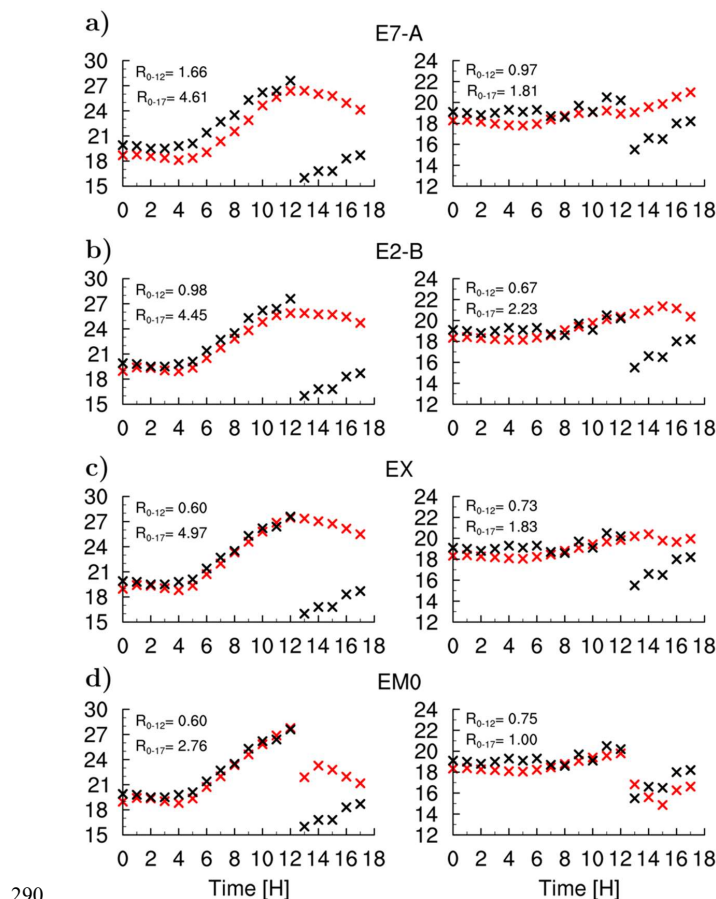 a)
E7-A
30
27
24
21
18
15
R0-12= 1.66
R0-17= 4.61
0 2 4 6 8 10 12 14 16 18
24
22
20
18
16
14
12
0.97
R0-12=
1.81
R0-17=
0 2 4 6 8 10 12 14 16 18
b)
E2-B
30
27
24
21
18
15
R0-12= 0.98
R0-17= 4.45
0 2 4 6 8 10 12 14 16 18
24
22
20
18
16
14
12
R0-12= 0.67
R0-17= 2.23
0 2 4 6 8 10 12 14 16 18
c)
EX
30
27
24
21
18
15
R0-12= 0.60
R0-17= 4.97
0 2 4 6 8 10 12 14 16 18
24
22
20
18
16
14
12
R0-12= 0.73
R0-17= 1.83
0 2 4 6 8 10 12 14 16 18
d)
EM0
30
27
24
21
18
15
R0-12= 0.60
R0-17= 2.76
0 2 4 6 8 10 12 14 16 18
Time [H]
24
22
20
18
16
14
12
R0-12= 0.75
R0-17= 1.00
0 2 4 6 8 10 12 14 16 18
Time [H]
290